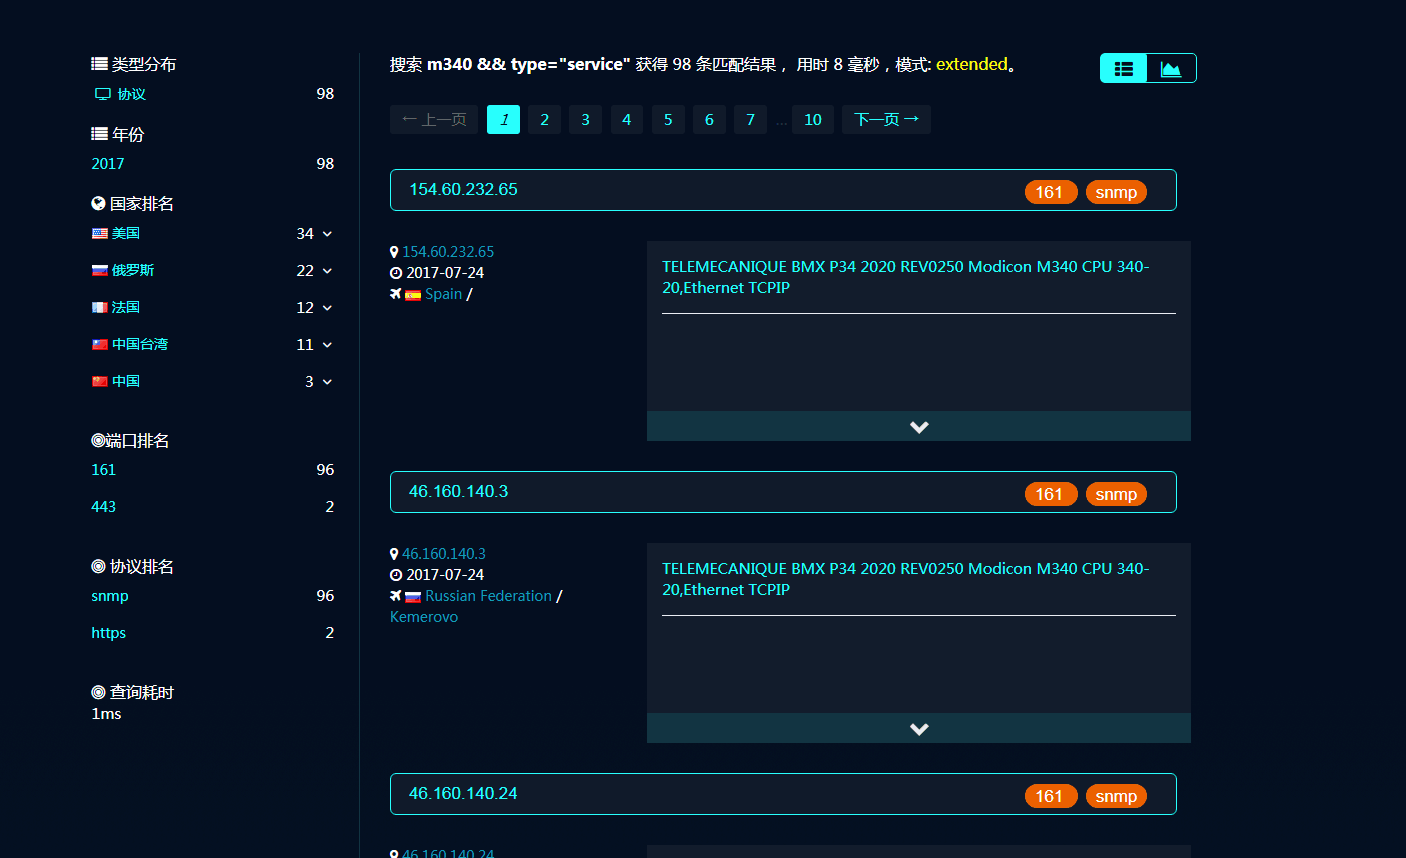 类型分布
协议 98
年份
2017 98
国家排名
美国 34
俄罗斯 22
法国 12
中国台湾 11
中国 3
端口排名
161 96
443 2
协议排名
snmp 96
https 2
查询耗时
1ms
搜索 m340 && type="service" 获得 98 条匹配结果， 用时 8 毫秒，模式: extended。
← 上一页 1 2 3 4 5 6 7 ... 10 下一页 →
154.60.232.65 161 snmp
154.60.232.65
2017-07-24
Spain /
TELEMECANIQUE BMX P34 2020 REV0250 Modicon M340 CPU 340-
20,Ethernet TCPIP
46.160.140.3 161 snmp
46.160.140.3
2017-07-24
Russian Federation /
Kemerovo
TELEMECANIQUE BMX P34 2020 REV0250 Modicon M340 CPU 340-
20,Ethernet TCPIP
46.160.140.24 161 snmp
46.160.140.24